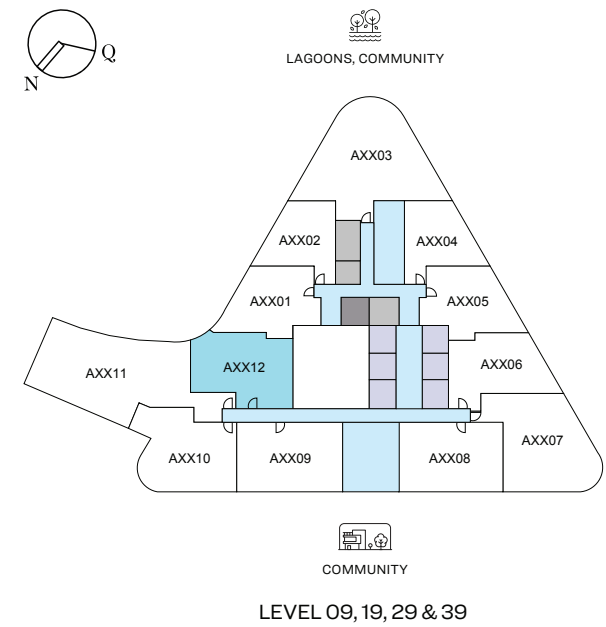 Q
N
LAGOONS, COMMUNITY
AXX03
AXX02
AXX04
AXX01
AXX05
AXX11
AXX12
AXX06
AXX07
AXX10
AXX09
AXX08
COMMUNITY
LEVEL 09, 19, 29 & 39